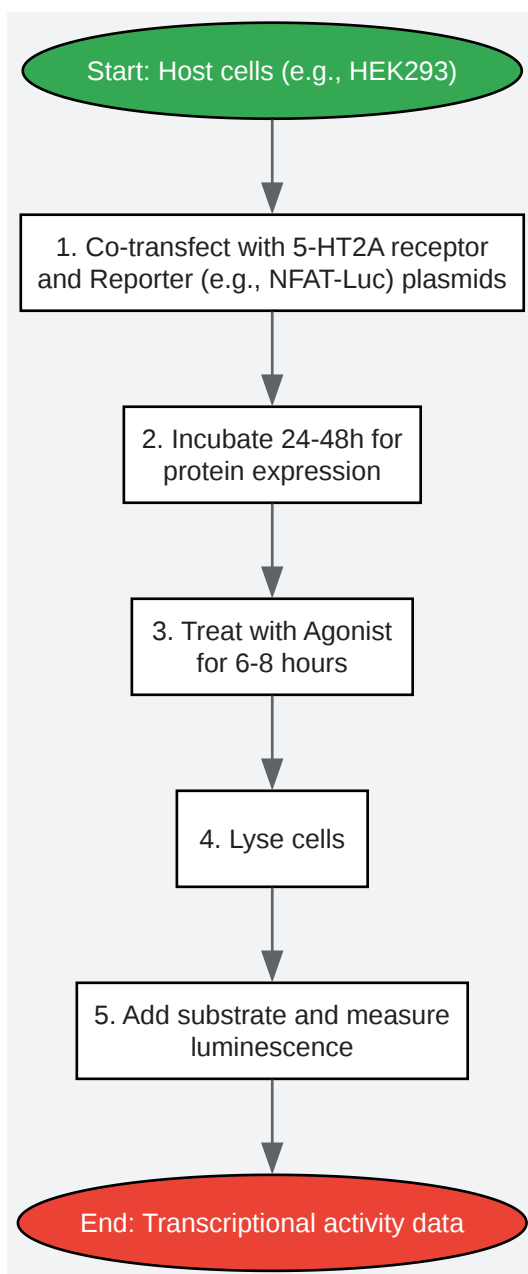 Start: Host cells (e.g., HEK293)
1. Co-transfect with 5-HT2A receptor
and Reporter (e.g., NFAT-Luc) plasmids
2. Incubate 24-48h for
protein expression
3. Treat with Agonist
for 6-8 hours
4. Lyse cells
5. Add substrate and measure
luminescence
End: Transcriptional activity data